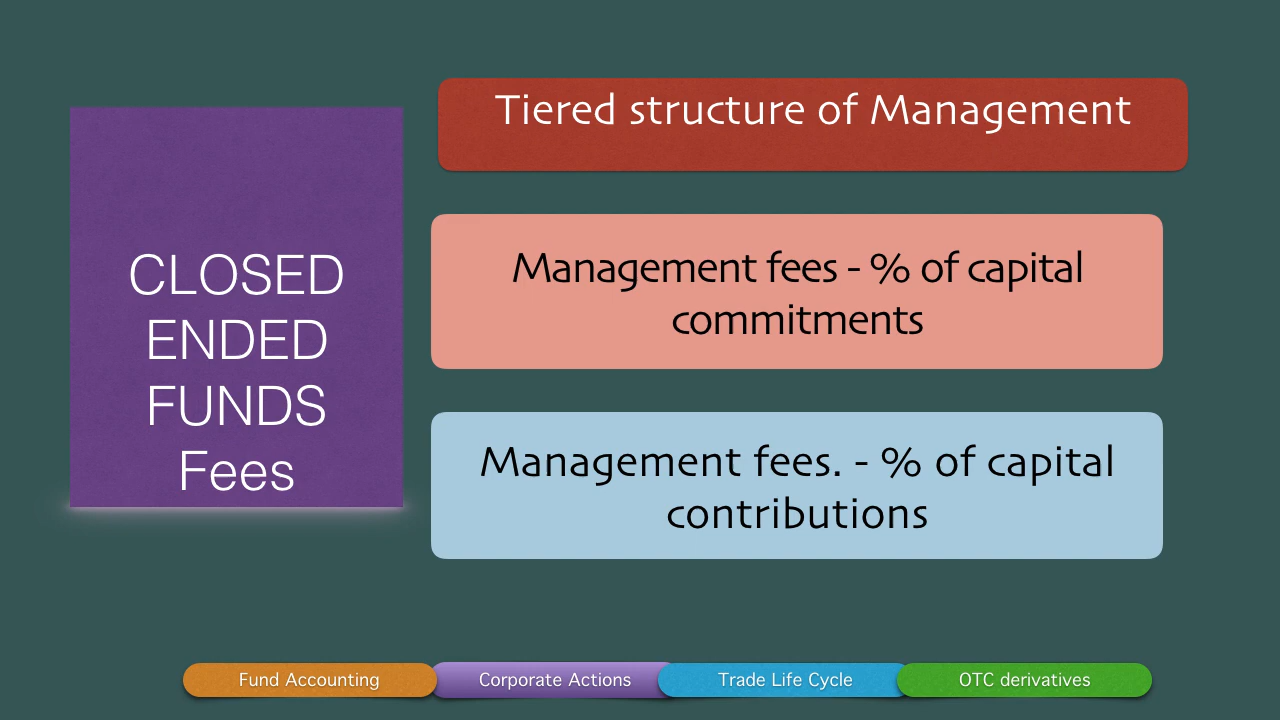 CLOSED
ENDED
FUNDS
Fees
Tiered structure of Management
Management fees - % of capital
commitments
Management fees. - % of capital
contributions
Fund Accounting
Corporate Actions
Trade Life Cycle
OTC derivatives